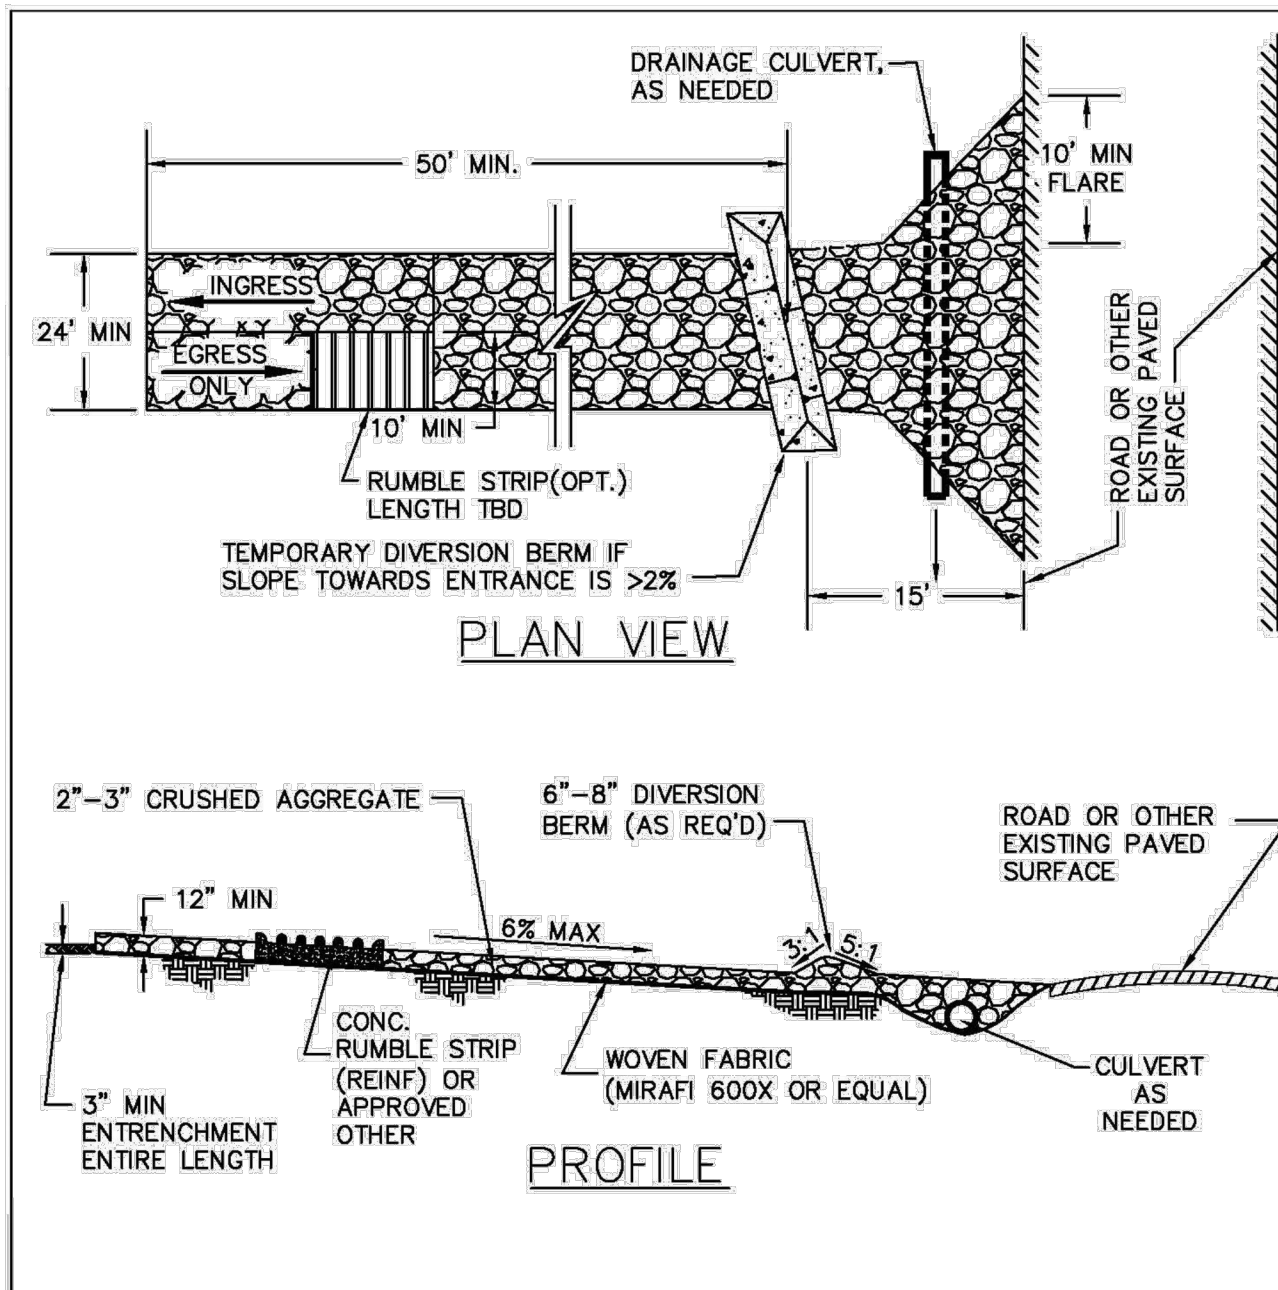 DRAINAGE CULVERT,
AS NEEDED
50' MIN.
10' MIN
FLARE
INGRESS
24' MIN
EGRESS
ONLY
10' MIN
RUMBLE STRIP(OPT.)
LENGTH TBD
TEMPORARY DIVERSION BERM IF
SLOPE TOWARDS ENTRANCE IS >2%
15'
ROAD OR OTHER
EXISTING PAVED
SURFACE
PLAN VIEW
2"-3" CRUSHED AGGREGATE
6"-8" DIVERSION
BERM (AS REQ'D)
ROAD OR OTHER
EXISTING PAVED
SURFACE
12" MIN
6% MAX
3:1
5:1
CONC.
RUMBLE STRIP
(REINF) OR
APPROVED
OTHER
WOVEN FABRIC
(MIRAFI 600X OR EQUAL)
CULVERT
AS
NEEDED
3" MIN
ENTRENCHMENT
ENTIRE LENGTH
PROFILE